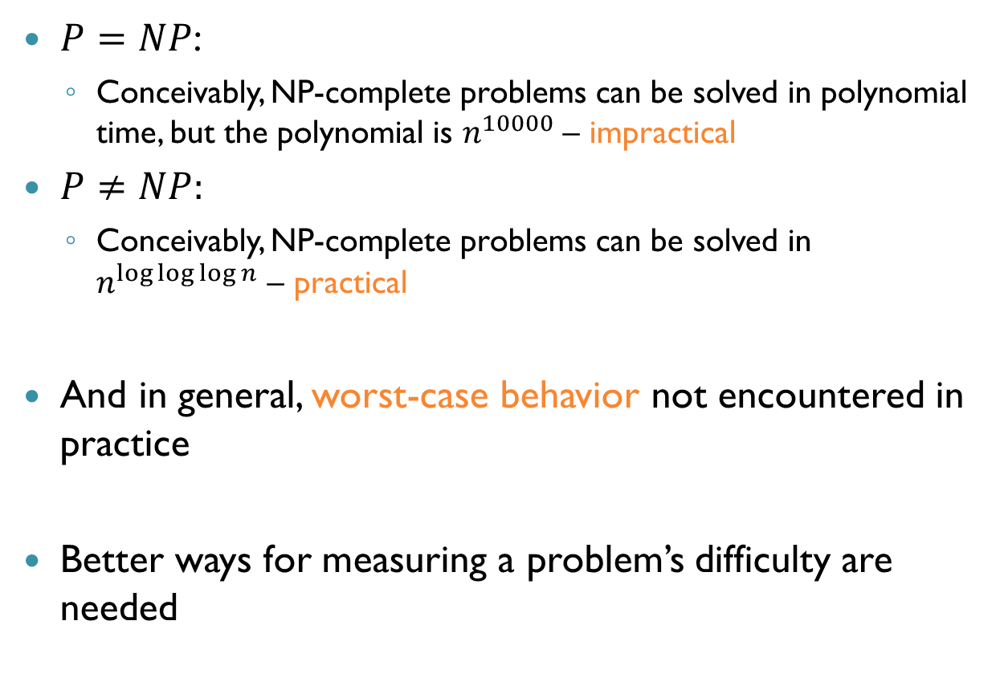 • P = NP:
◦ Conceivably, NP-complete problems can be solved in polynomial
time, but the polynomial is n^10000 – impractical
• P ≠ NP:
◦ Conceivably, NP-complete problems can be solved in
n^log log log n – practical
• And in general, worst-case behavior not encountered in
practice
• Better ways for measuring a problem’s difficulty are
needed